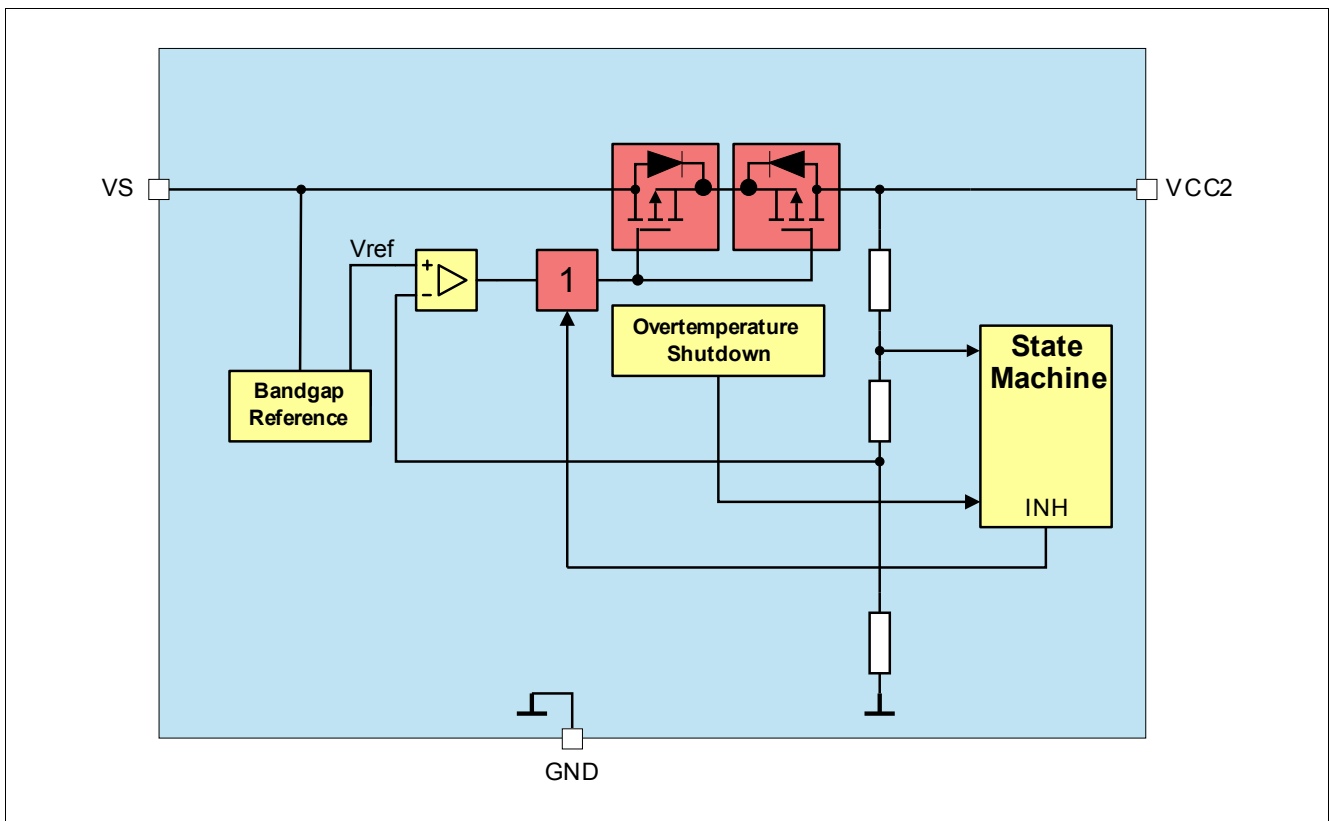 VS
VCC2
Vref
+
-
1
Overtemperature
Shutdown
State
Machine
Bandgap
Reference
INH
GND